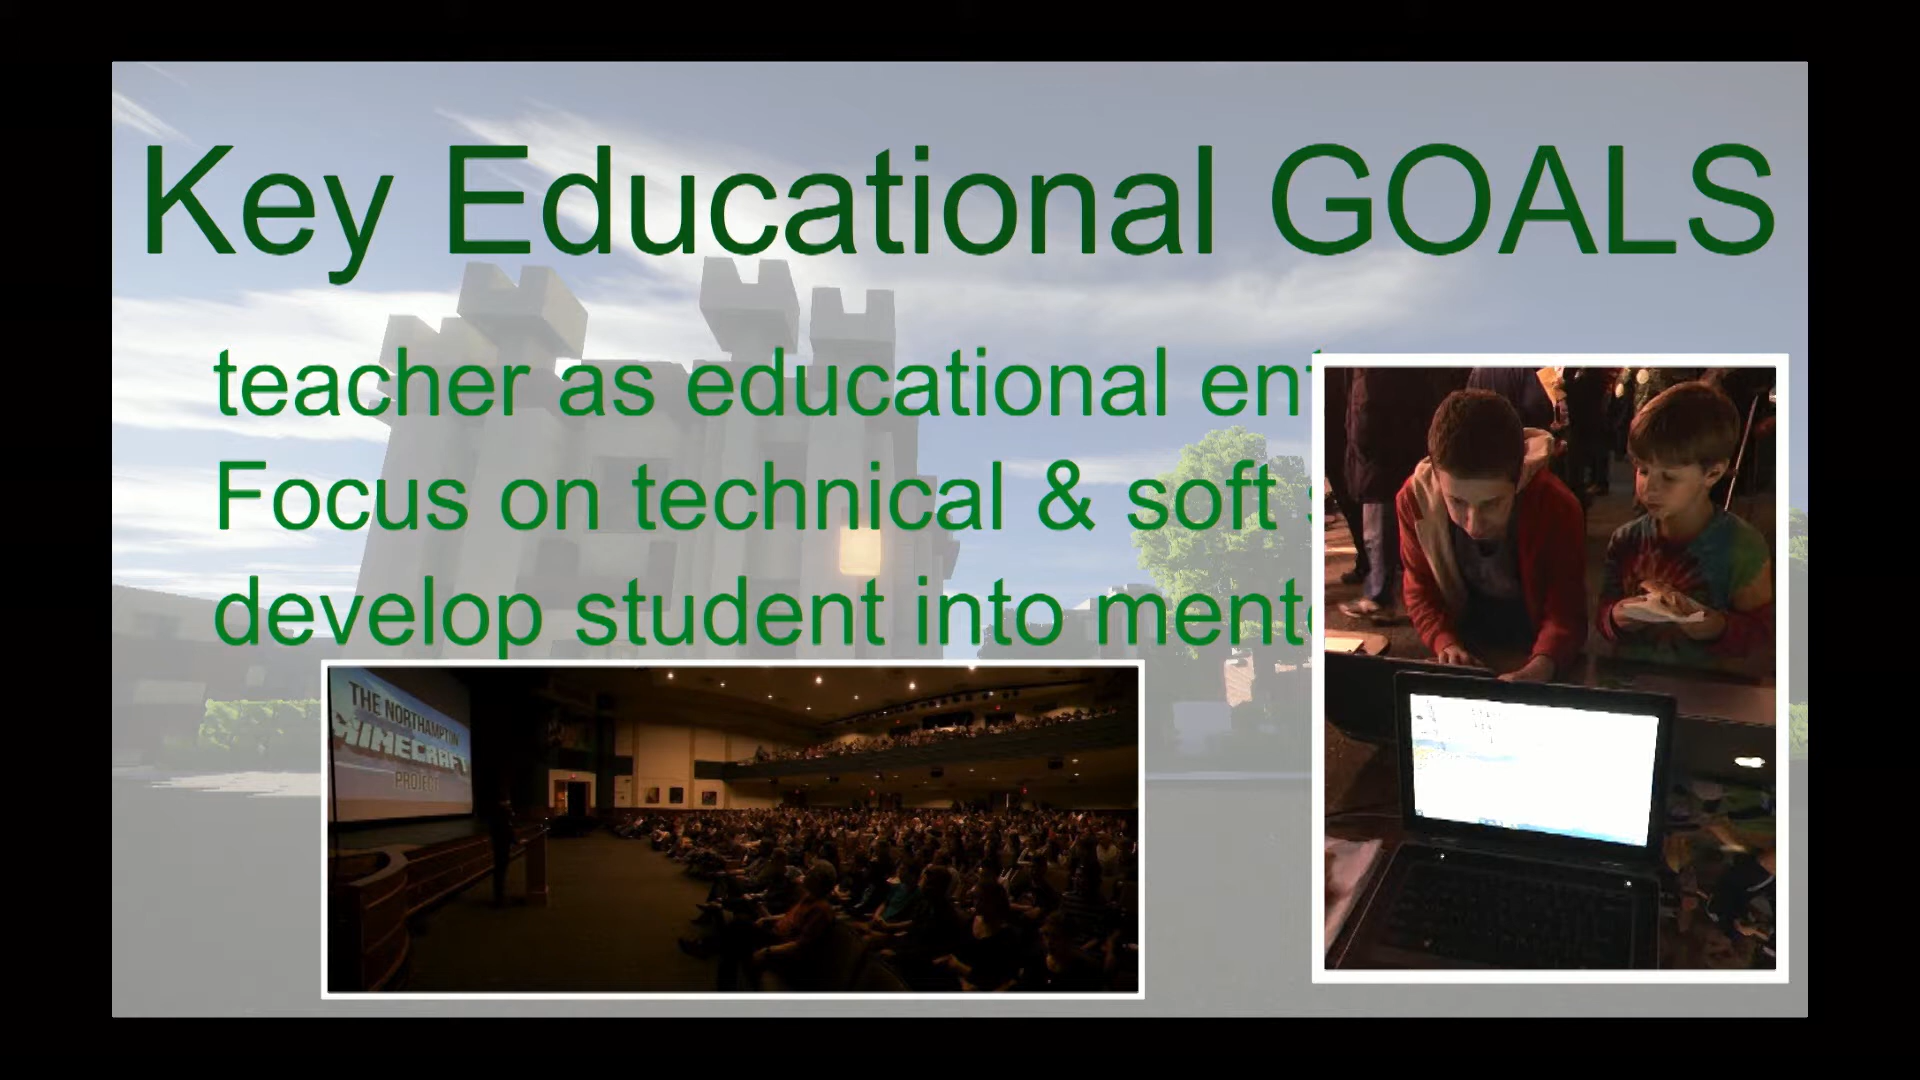 Key Educational GOALS
teacher as educational ent
Focus on technical & soft
develop student into ment
THE NORTHAMPTON
MINECRAFT
PROJECT